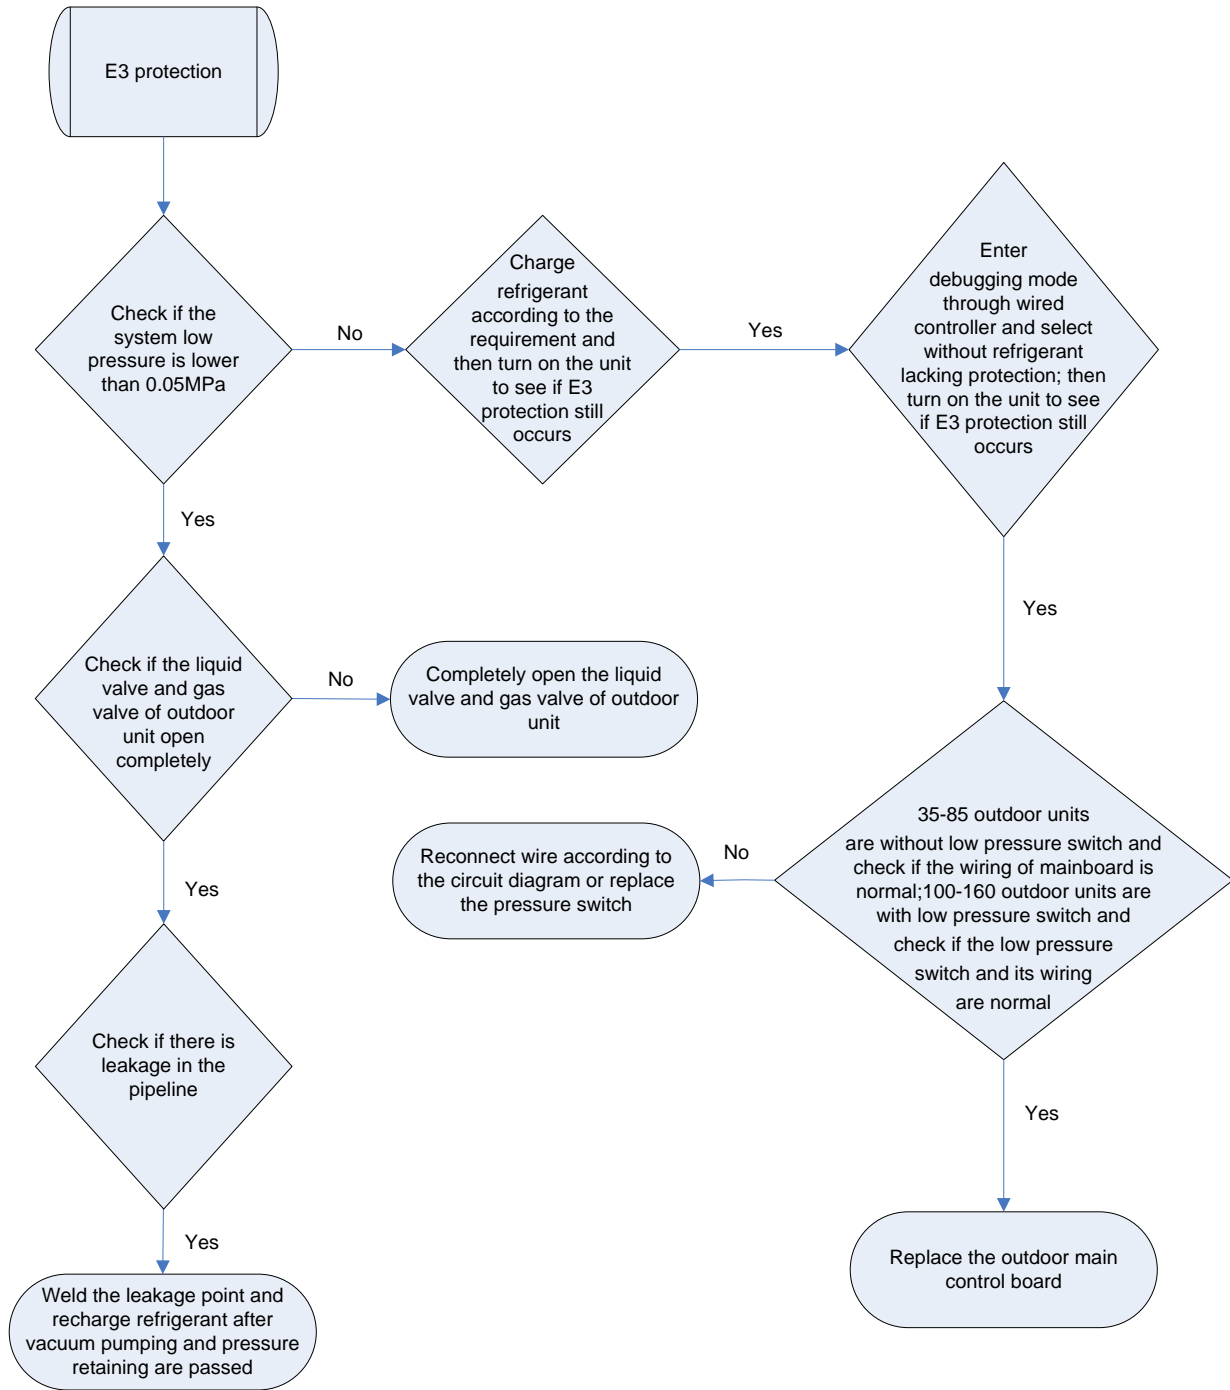 E3 protection
Check if the
system low
pressure is lower
than 0.05MPa
No
Charge
refrigerant
according to the
requirement and
then turn on the unit
to see if E3
protection still
occurs
Yes
Enter
debugging mode
through wired
controller and select
without refrigerant
lacking protection; then
turn on the unit to see
if E3 protection still
occurs
Yes
Yes
Check if the liquid
valve and gas
valve of outdoor
unit open
completely
No
Completely open the liquid
valve and gas valve of outdoor
unit
35-85 outdoor units
are without low pressure switch and
check if the wiring of mainboard is
normal;100-160 outdoor units are
with low pressure switch and
check if the low pressure
switch and its wiring
are normal
No
Reconnect wire according to
the circuit diagram or replace
the pressure switch
Yes
Check if there is
leakage in the
pipeline
Yes
Yes
Weld the leakage point and
recharge refrigerant after
vacuum pumping and pressure
retaining are passed
Replace the outdoor main
control board